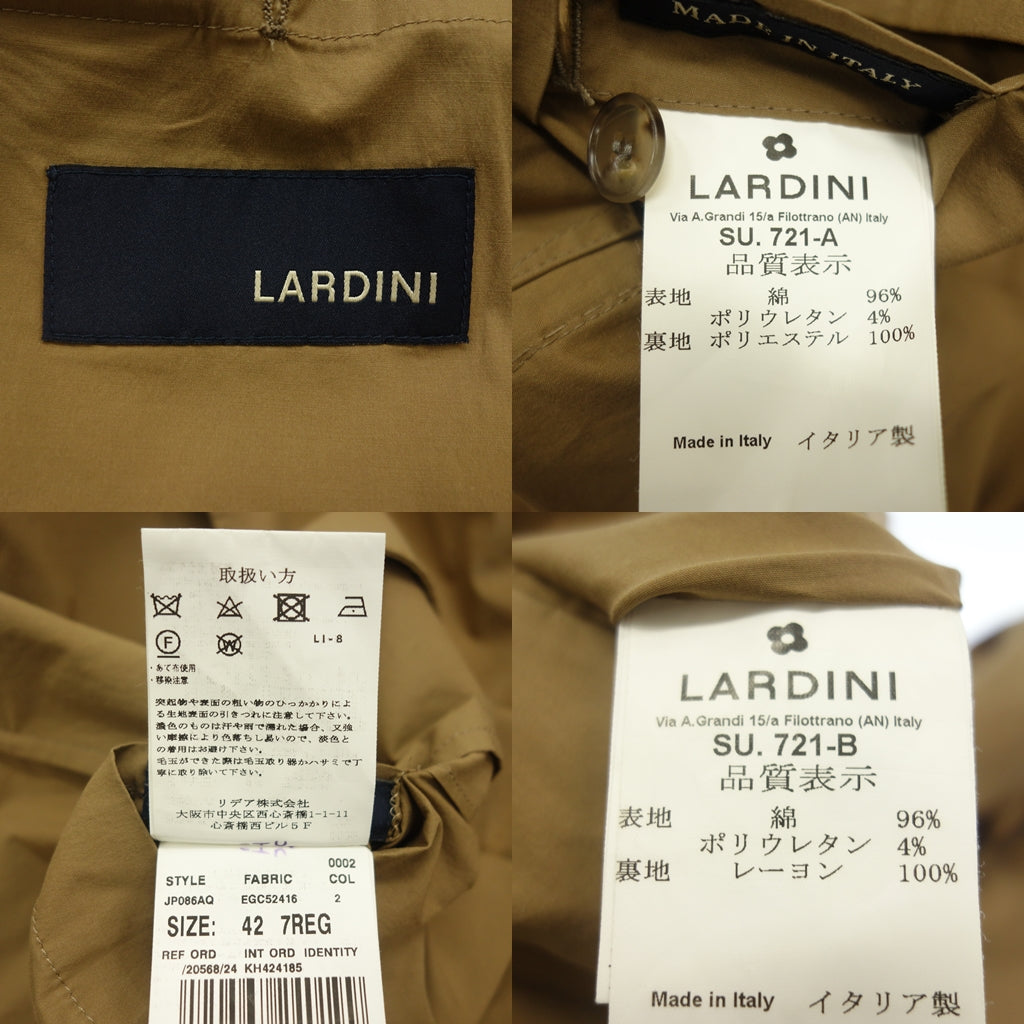 LARDINI
MADE IN ITALY
LARDINI
Via A.Grandi 15/a Filottrano (AN) Italy
SU. 721-A
品質表示
表地 綿 96%
ポリウレタン 4%
裏地 ポリエステル 100%
Made in Italy イタリア製
取扱い方
LI-8
F W
・あて布使用
・移染注意
突起物や表面の粗い物のひっかかりによ
る生地表面の引きつれに注意して下さい。
濃色のものは汗や雨で濡れた場合、又強
い摩擦により色落ちし易いので、淡色と
の着用はお避け下さい。
毛玉ができた際は毛玉取り器かハサミで丁
寧に取り除いて下さい。
リデア株式会社
大阪市中央区西心斎橋1-1-11
心斎橋西ビル5F
0002
STYLE FABRIC COL
JP086AQ EGC52416 2
SIZE: 42 7REG
REF ORD INT ORD IDENTITY
/20568/24 KH424185
LARDINI
Via A.Grandi 15/a Filottrano (AN) Italy
SU. 721-B
品質表示
表地 綿 96%
ポリウレタン 4%
裏地 レーヨン 100%
Made in Italy イタリア製